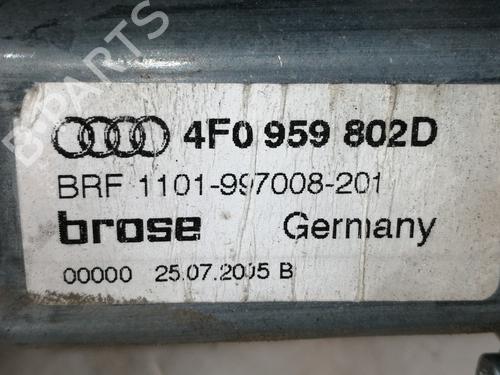 4F0 959 802D
BRF 1101-997008-201
brose Germany
00000 25.07.2005 B
B-PARTS